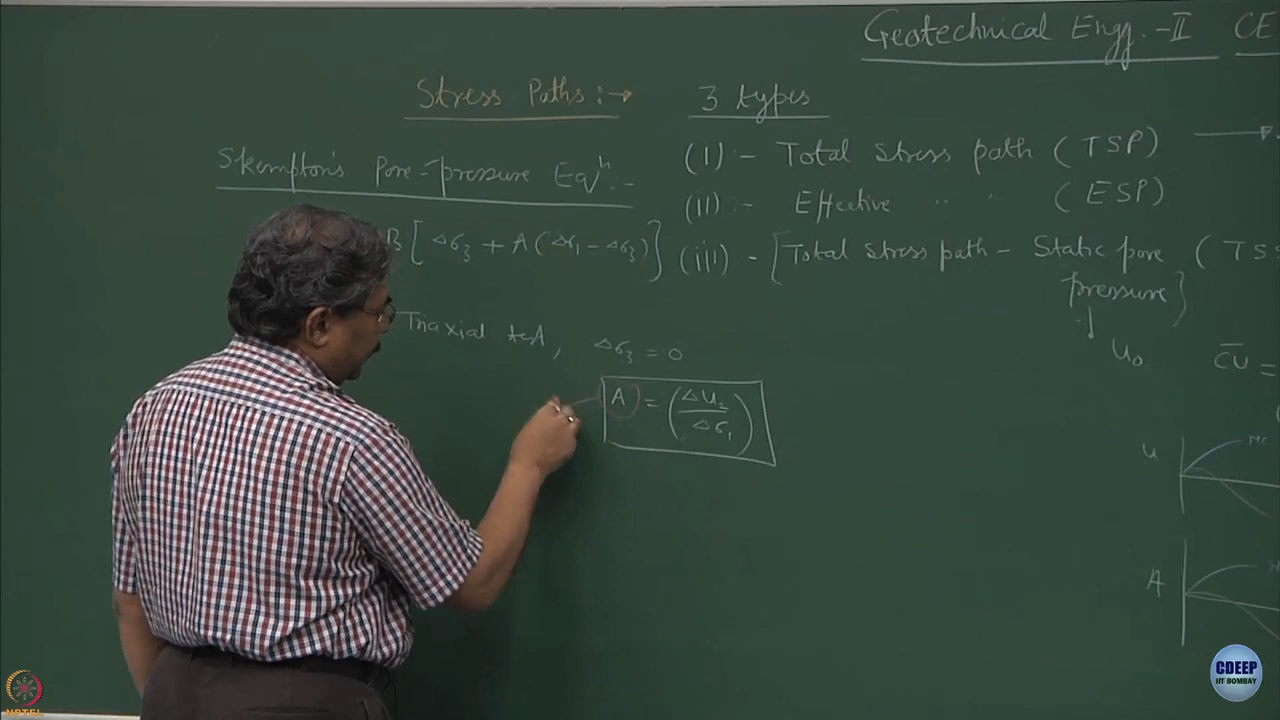 Geotechnical Engg. -II CE
Stress Paths :→
3 types
Skempton's Pore-pressure Eqⁿ :-
(I) - Total stress path (TSP)
(II) :- Effective " " (ESP)
B[Δσ₃ + A(Δσ₁ - Δσ₃)]
(iii) - [Total stress path - Static pore pressure] (TS
↓
U₀
Triaxial test, Δσ₃ = 0
A = (ΔU₂/Δσ₁)
C̅U̅ =
U
A
NPTEL
CDEEP
IIT BOMBAY